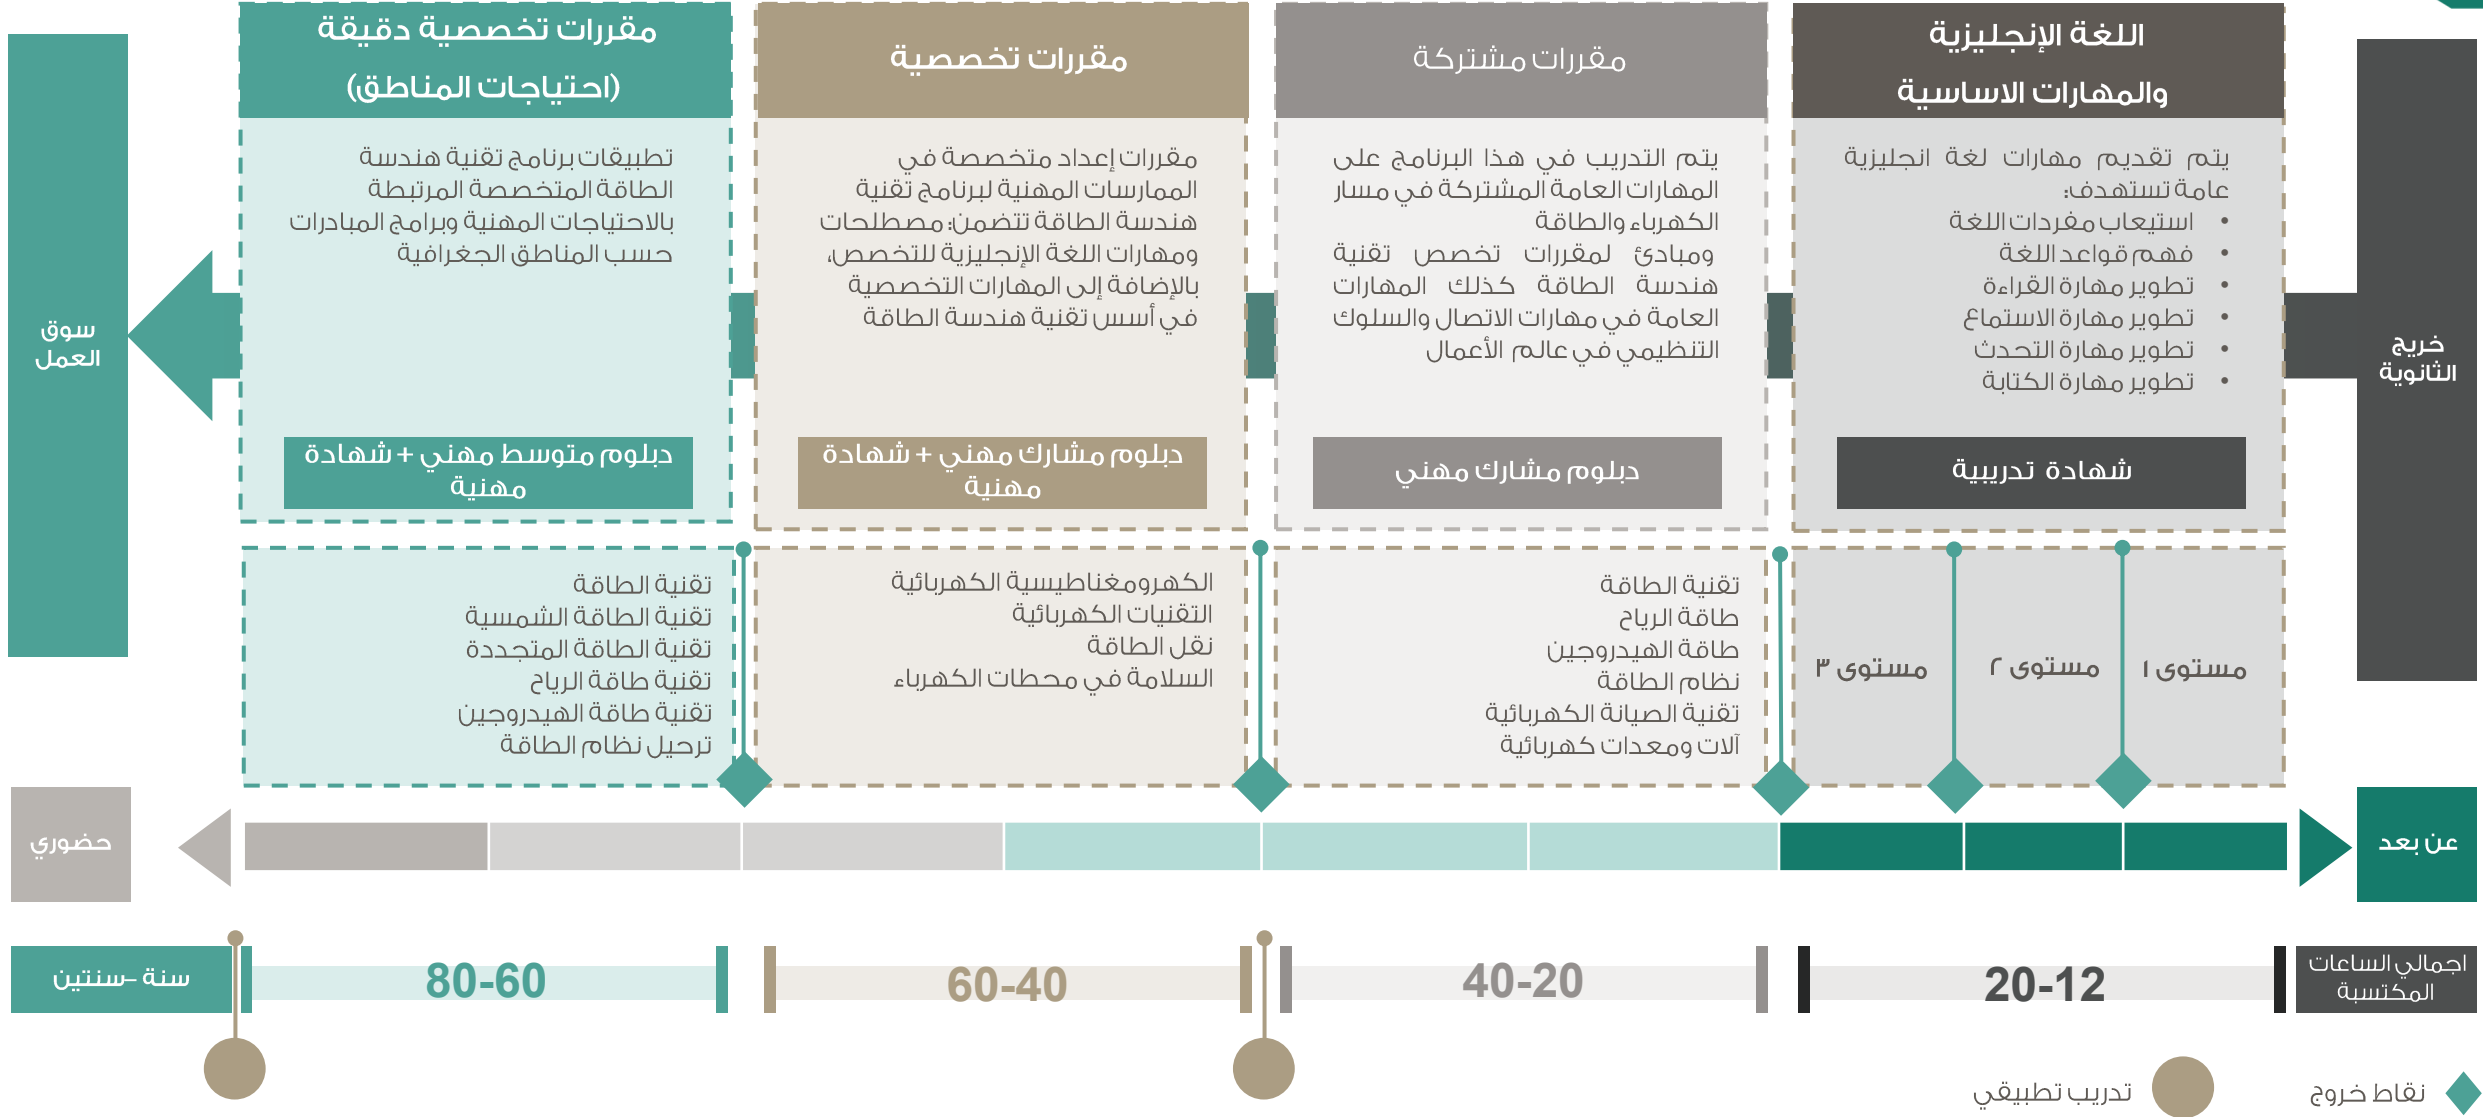 خريج
الثانوية
اللغة الإنجليزية
والمهارات الاساسية
يتم تقديم مهارات لغة انجليزية
عامة تستهدف:
• استيعاب مفردات اللغة
• فهم قواعد اللغة
• تطوير مهارة القراءة
• تطوير مهارة الاستماع
• تطوير مهارة التحدث
• تطوير مهارة الكتابة
شهادة تدريبية
مقررات مشتركة
يتم التدريب في هذا البرنامج على
المهارات العامة المشتركة في مسار
الكهرباء والطاقة
ومبادئ لمقررات تخصص تقنية
هندسة الطاقة كذلك المهارات
العامة في مهارات الاتصال والسلوك
التنظيمي في عالم الأعمال
دبلوم مشارك مهني
مقررات تخصصية
مقررات إعداد متخصصة في
الممارسات المهنية لبرنامج تقنية
هندسة الطاقة تتضمن: مصطلحات
ومهارات اللغة الإنجليزية للتخصص،
بالإضافة إلى المهارات التخصصية
في أسس تقنية هندسة الطاقة
دبلوم مشارك مهني + شهادة
مهنية
مقررات تخصصية دقيقة
(احتياجات المناطق)
تطبيقات برنامج تقنية هندسة
الطاقة المتخصصة المرتبطة
بالاحتياجات المهنية وبرامج المبادرات
حسب المناطق الجغرافية
دبلوم متوسط مهني + شهادة
مهنية
سوق
العمل
مستوى ١
مستوى ٢
مستوى ٣
تقنية الطاقة
طاقة الرياح
طاقة الهيدروجين
نظام الطاقة
تقنية الصيانة الكهربائية
آلات ومعدات كهربائية
الكهرومغناطيسية الكهربائية
التقنيات الكهربائية
نقل الطاقة
السلامة في محطات الكهرباء
تقنية الطاقة
تقنية الطاقة الشمسية
تقنية الطاقة المتجددة
تقنية طاقة الرياح
تقنية طاقة الهيدروجين
ترحيل نظام الطاقة
عن بعد
حضوري
اجمالي الساعات
المكتسبة
20-12
40-20
60-40
80-60
سنة –سنتين
نقاط خروج
تدريب تطبيقي